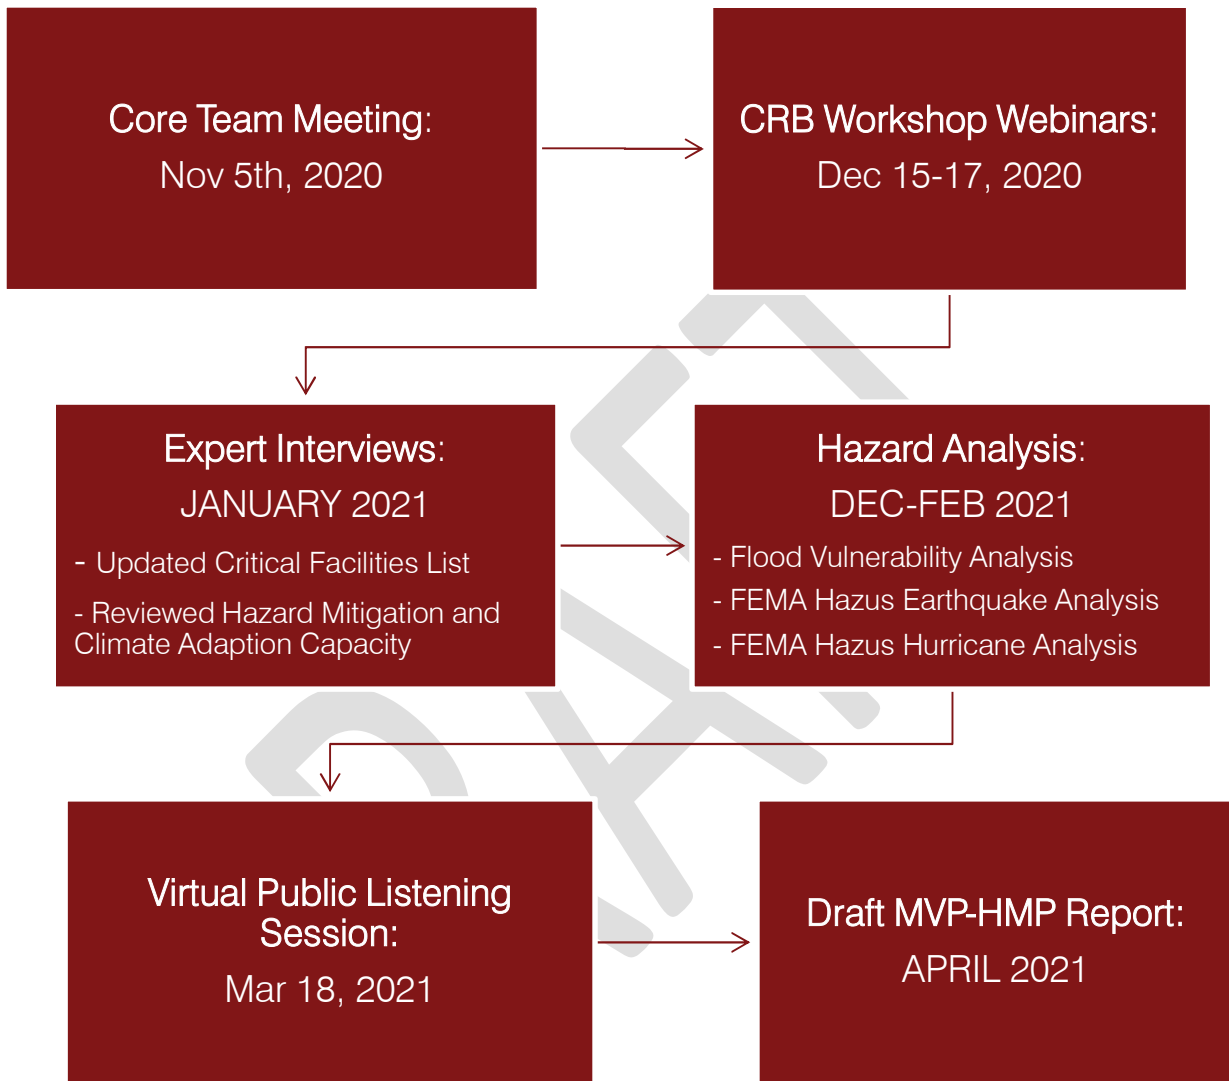 Core Team Meeting:
Nov 5th, 2020
CRB Workshop Webinars:
Dec 15-17, 2020
Expert Interviews:
JANUARY 2021
- Updated Critical Facilities List
- Reviewed Hazard Mitigation and
Climate Adaption Capacity
Hazard Analysis:
DEC-FEB 2021
- Flood Vulnerability Analysis
- FEMA Hazus Earthquake Analysis
- FEMA Hazus Hurricane Analysis
Virtual Public Listening
Session:
Mar 18, 2021
Draft MVP-HMP Report:
APRIL 2021
DRAFT